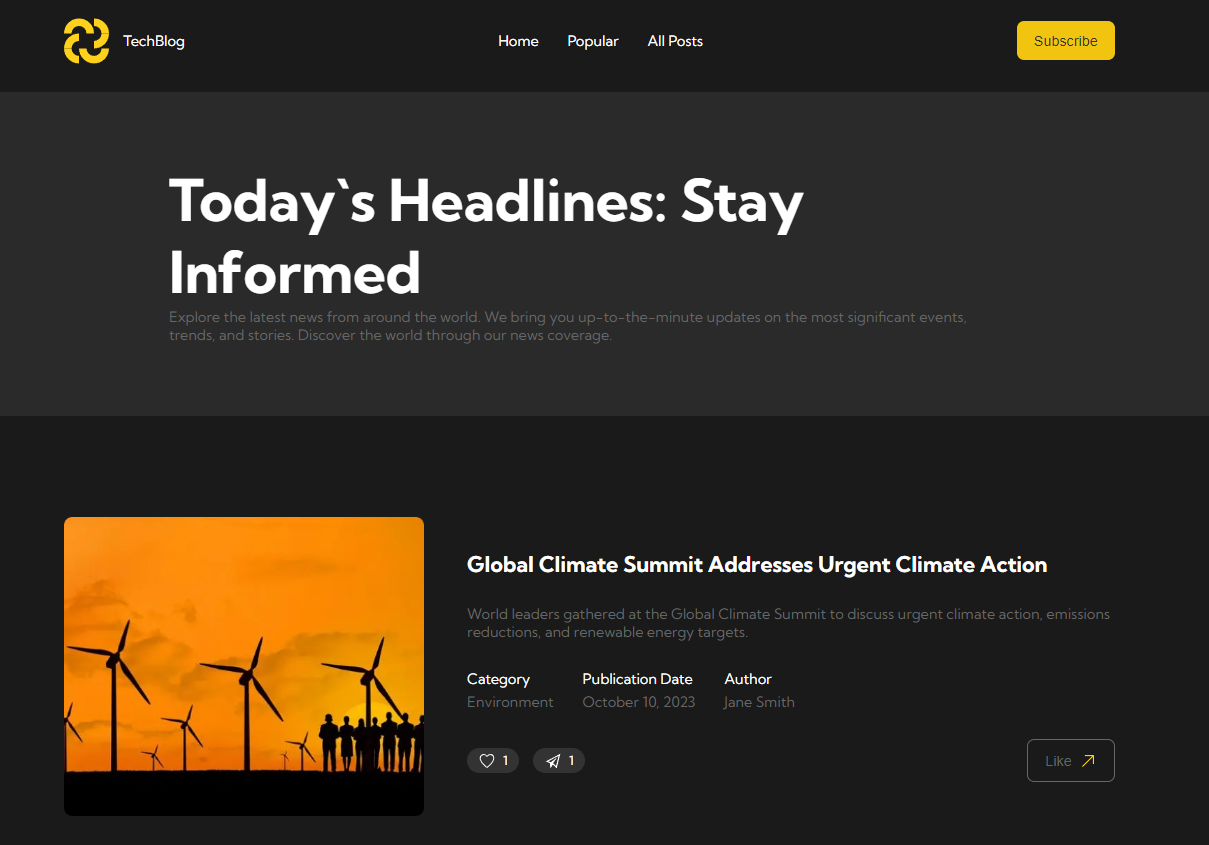 TechBlog
Home Popular All Posts
Subscribe
Today`s Headlines: Stay
Informed
Explore the latest news from around the world. We bring you up-to-the-minute updates on the most significant events,
trends, and stories. Discover the world through our news coverage.
Global Climate Summit Addresses Urgent Climate Action
World leaders gathered at the Global Climate Summit to discuss urgent climate action, emissions
reductions, and renewable energy targets.
Category Publication Date Author
Environment October 10, 2023 Jane Smith
1 1
Like